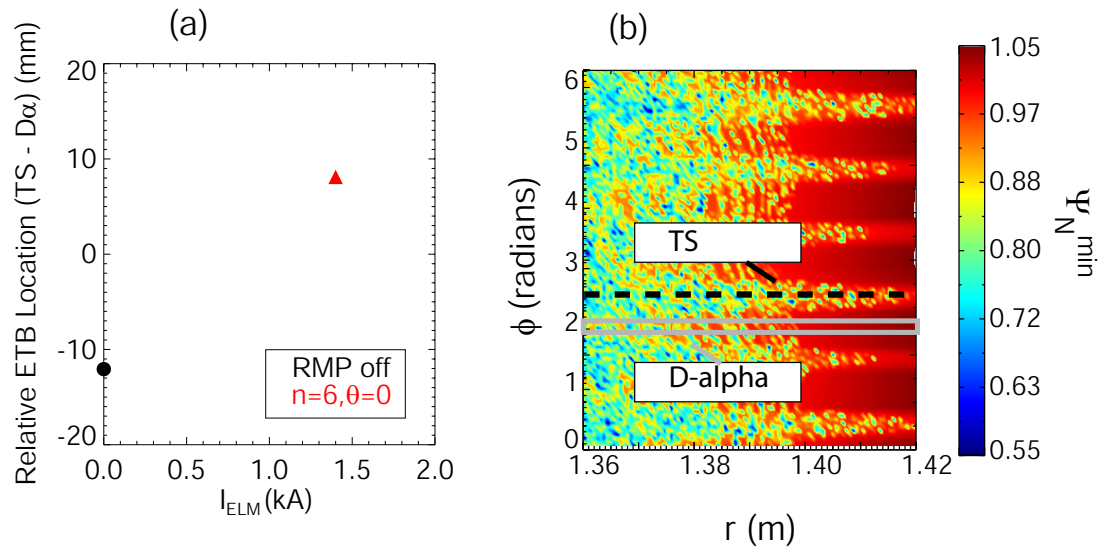 (a)
Relative ETB Location (TS - Dα) (mm)
20
10
0
-10
-20
0.0 0.5 1.0 1.5 2.0
I_ELM (kA)
RMP off
n=6,θ=0
(b)
ϕ (radians)
6
5
4
3
2
1
0
1.36 1.38 1.40 1.42
r (m)
TS
D-alpha
1.05
0.97
0.88
0.80
0.72
0.63
0.55
Ψ_N^min